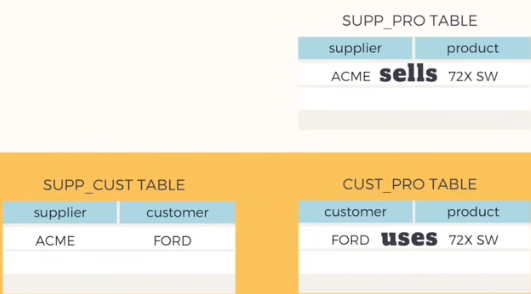 SUPP_PRO TABLE
supplier product
ACME sells 72X SW
SUPP_CUST TABLE
supplier customer
ACME FORD
CUST_PRO TABLE
customer product
FORD uses 72X SW